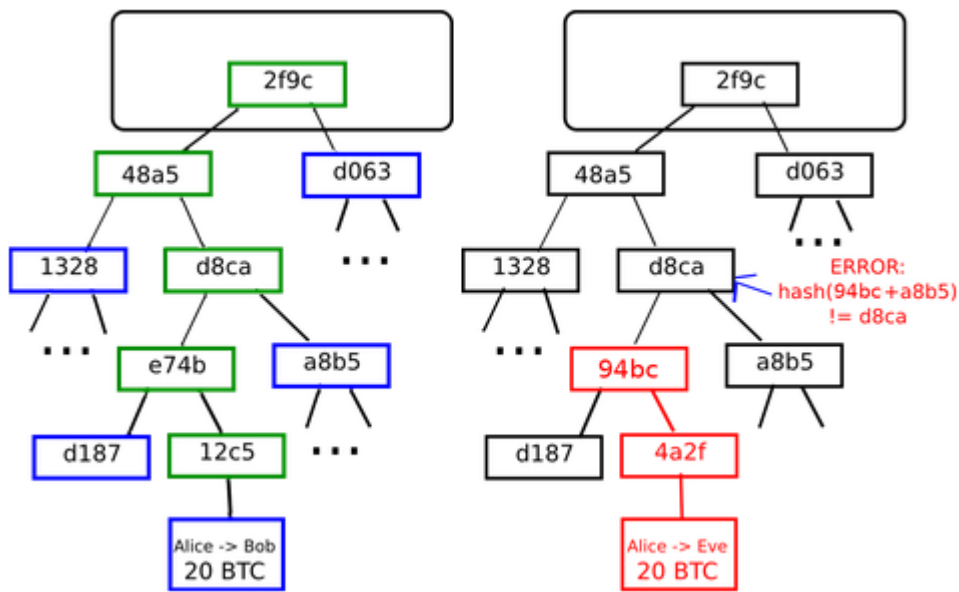 2f9c
48a5
d063
1328
d8ca
...
...
e74b
a8b5
d187
12c5
...
Alice -> Bob
20 BTC
2f9c
48a5
d063
...
1328
d8ca
ERROR:
hash(94bc+a8b5)
!= d8ca
...
94bc
a8b5
d187
4a2f
Alice -> Eve
20 BTC